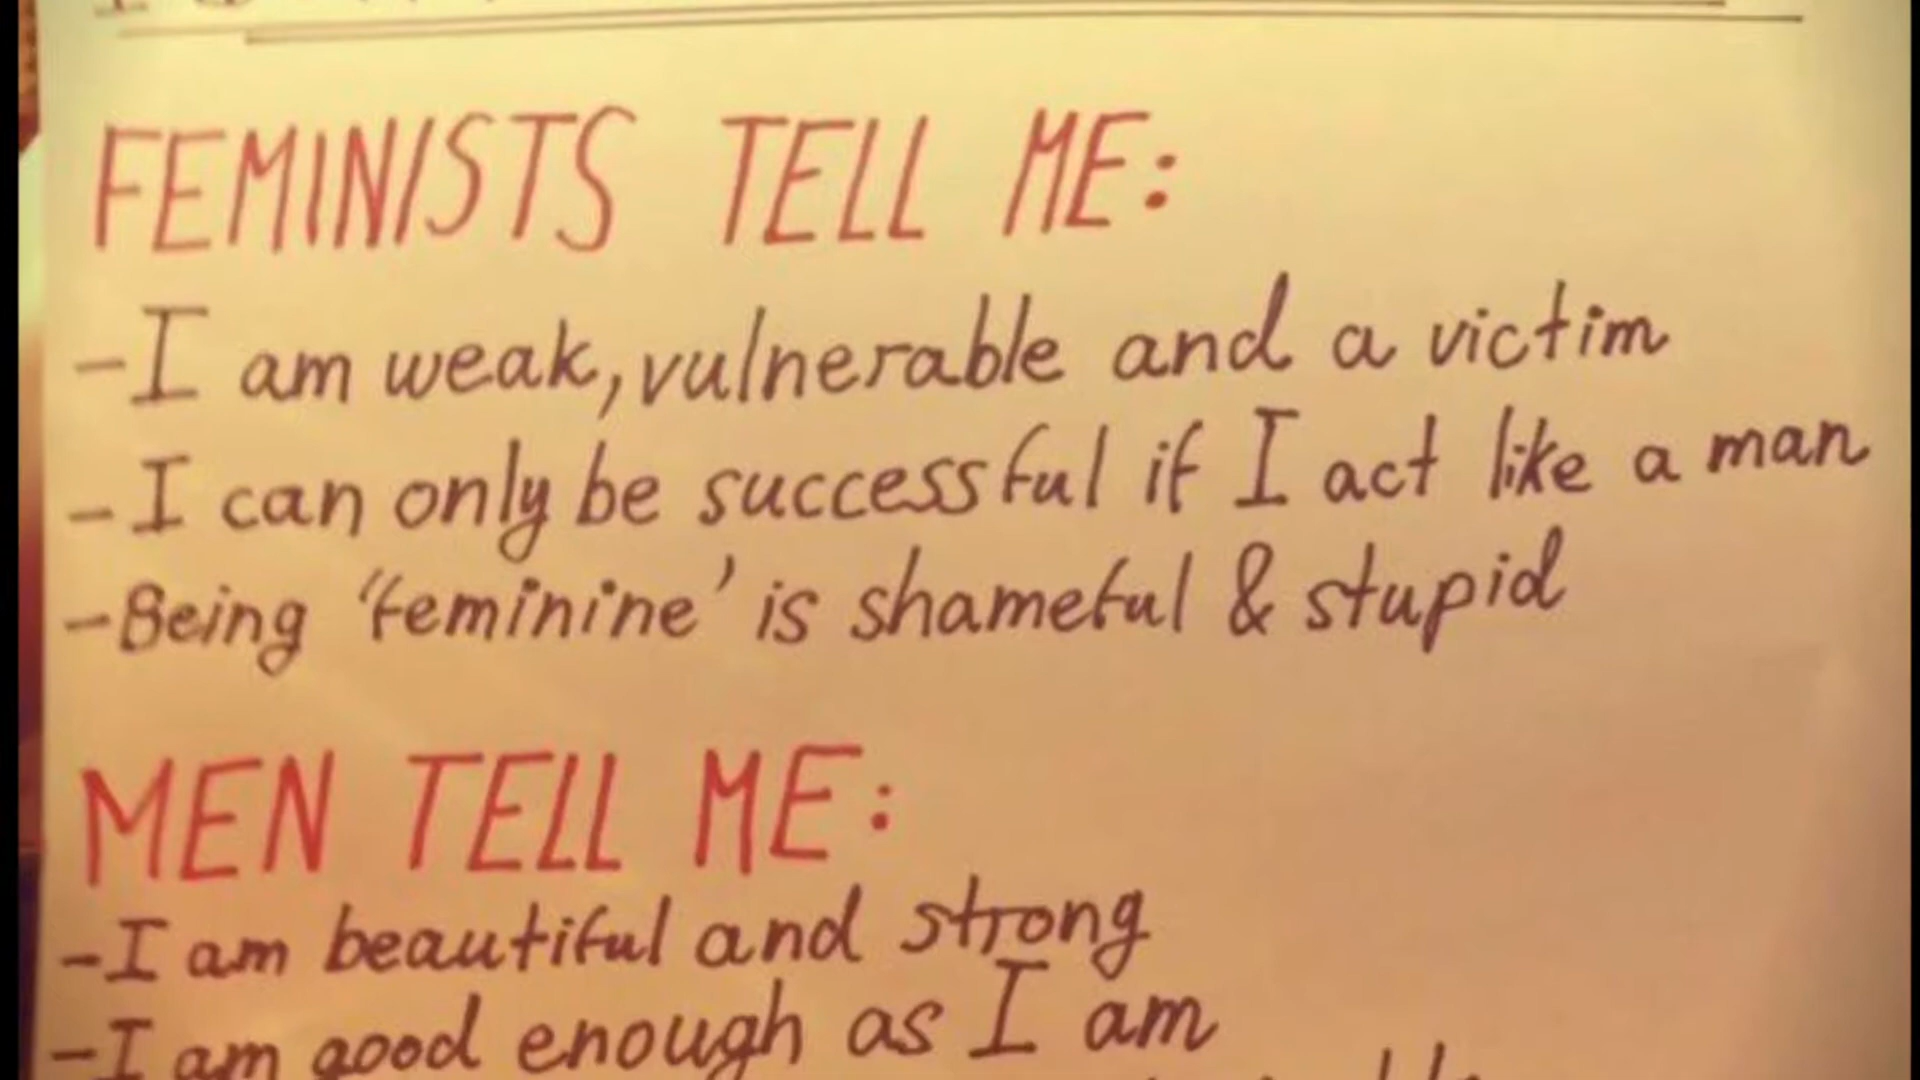 FEMINISTS TELL ME:
- I am weak, vulnerable and a victim
- I can only be successful if I act like a man
- Being 'feminine' is shameful & stupid
MEN TELL ME:
- I am beautiful and strong
- I am good enough as I am